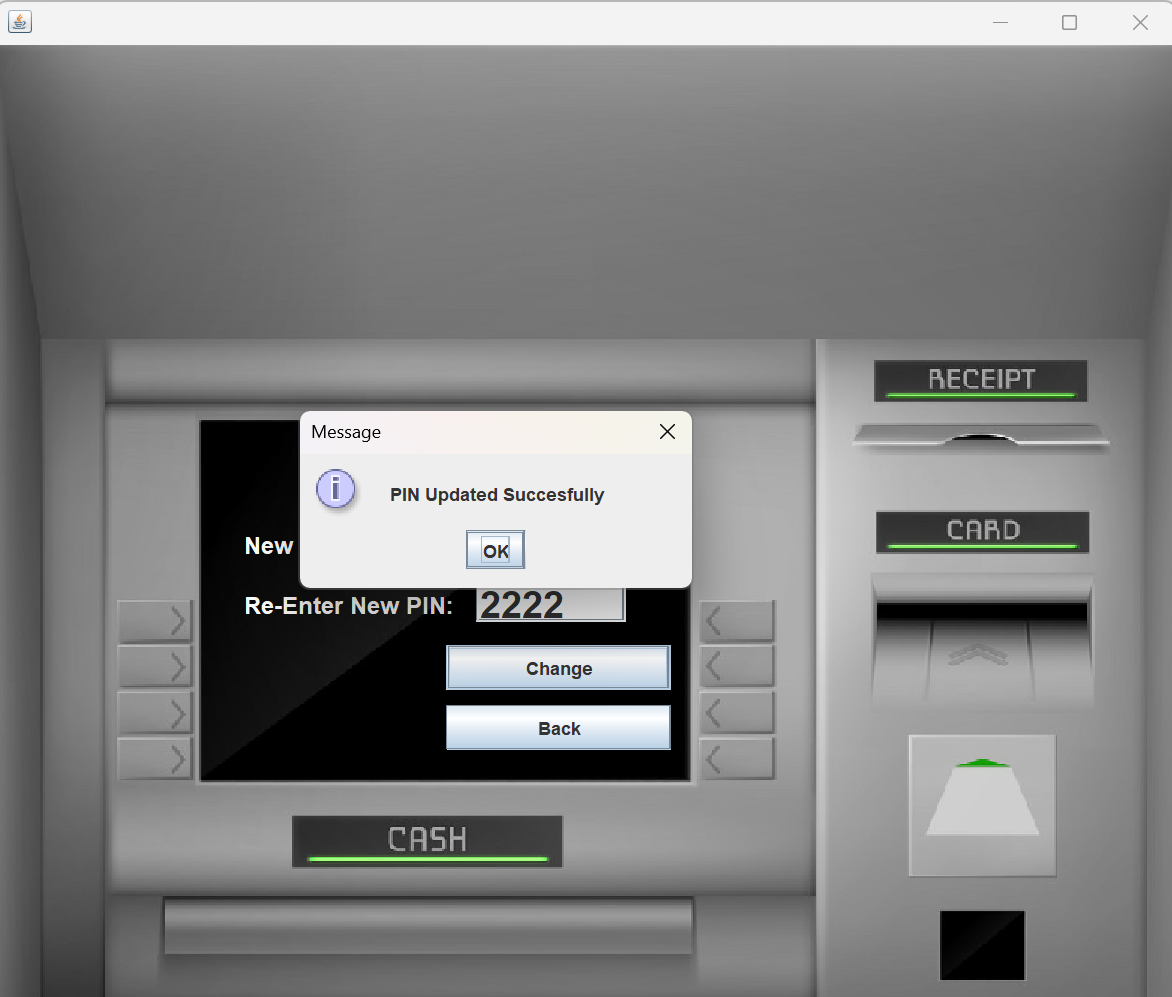 RECEIPT
Message
PIN Updated Succesfully
CARD
New
OK
Re-Enter New PIN: 2222
Change
Back
CASH